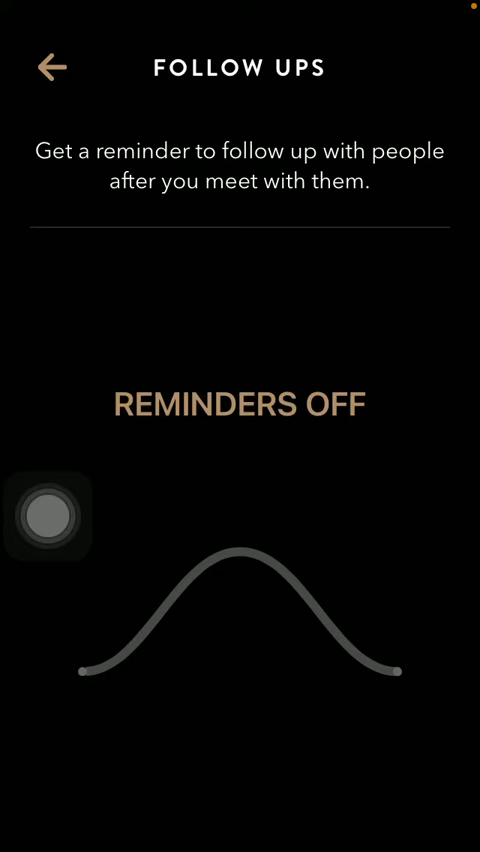 FOLLOW UPS
Get a reminder to follow up with people
after you meet with them.
REMINDERS OFF